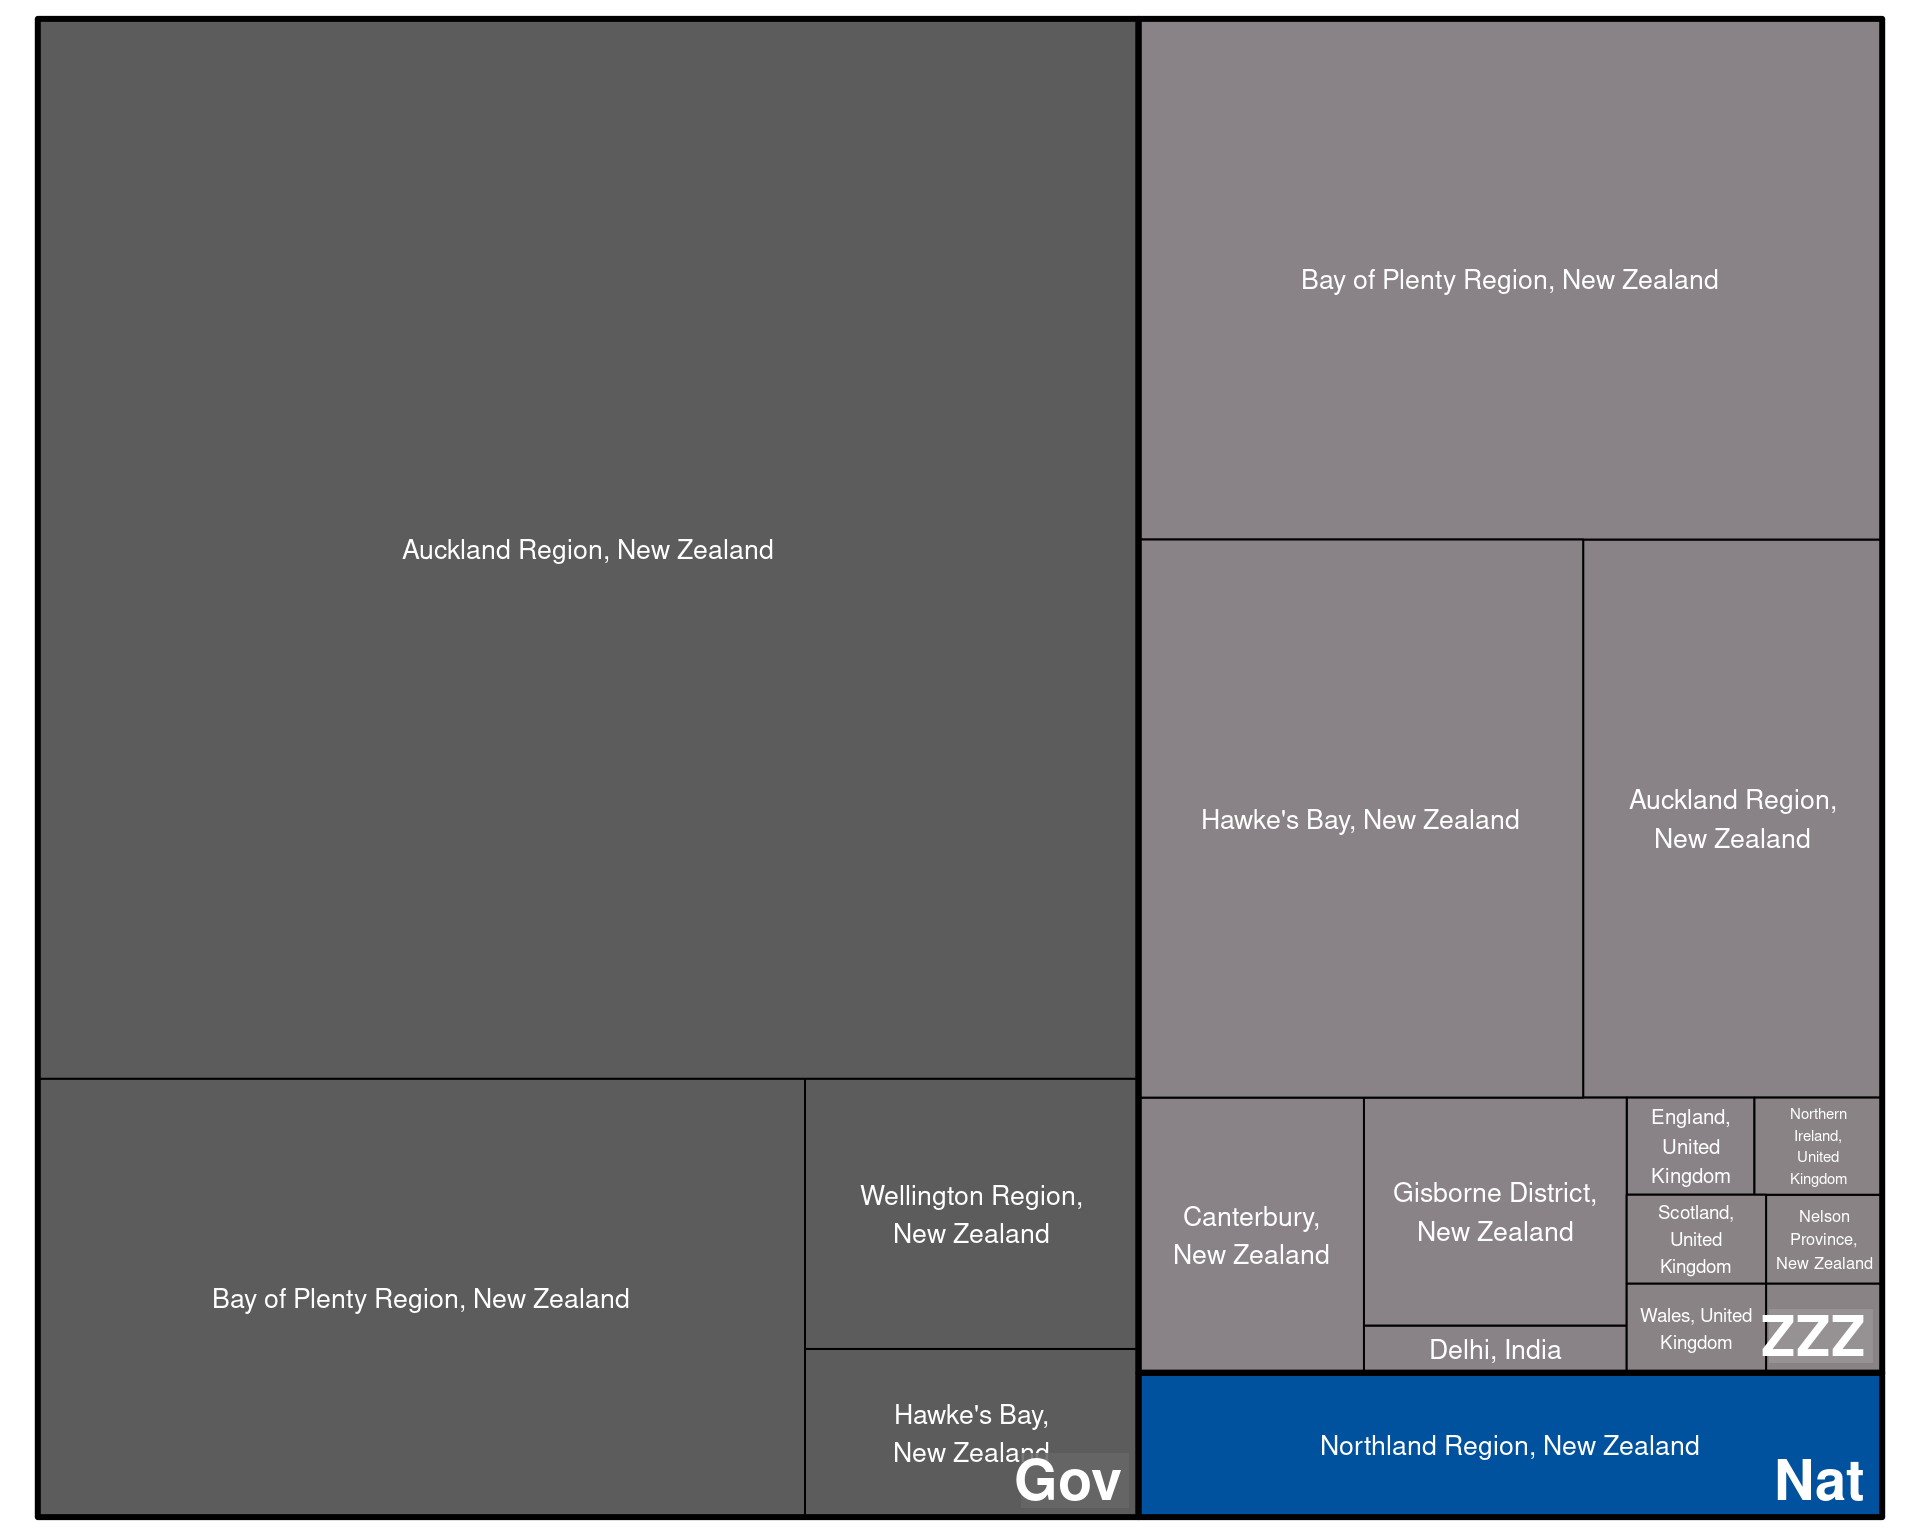 Auckland Region, New Zealand
Bay of Plenty Region, New Zealand
Wellington Region,
New Zealand
Hawke's Bay,
New Zealand
Gov
Bay of Plenty Region, New Zealand
Hawke's Bay, New Zealand
Auckland Region,
New Zealand
Canterbury,
New Zealand
Gisborne District,
New Zealand
Delhi, India
England,
United
Kingdom
Northern
Ireland,
United
Kingdom
Scotland,
United
Kingdom
Nelson
Province,
New Zealand
Wales, United
Kingdom
ZZZ
Northland Region, New Zealand
Nat